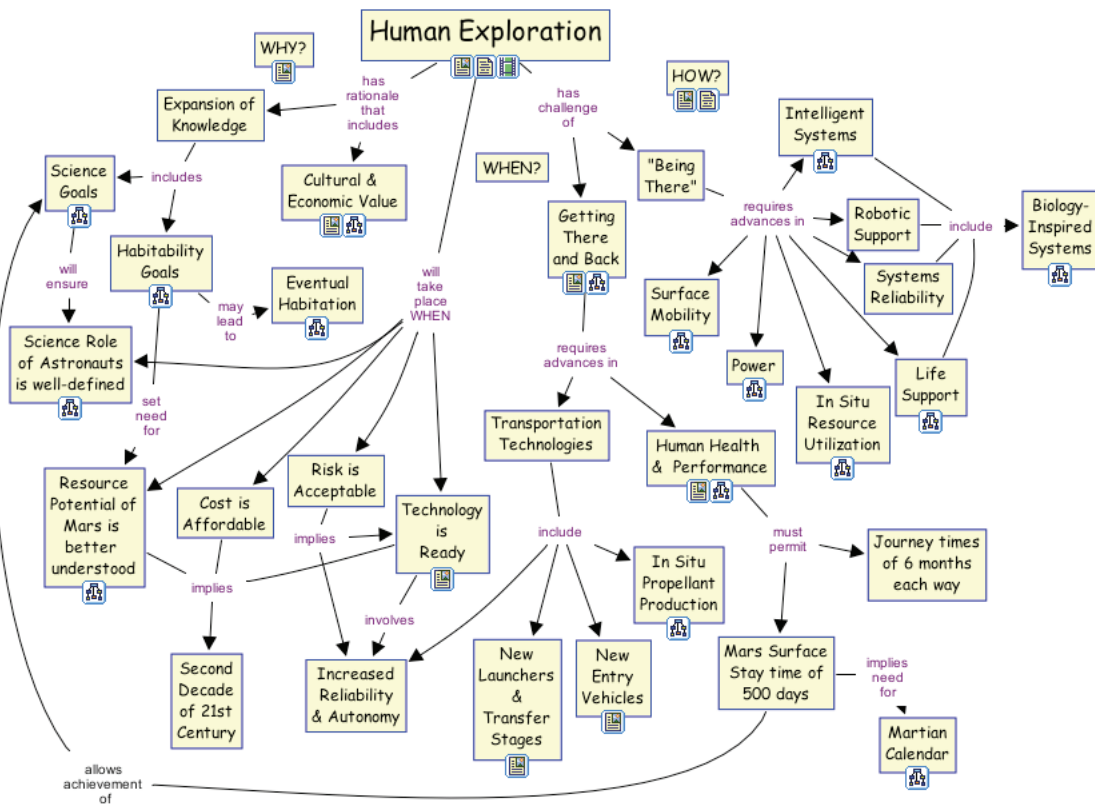 Human Exploration
WHY?
has
rationale
that
includes
has
challenge
of
HOW?
Expansion of
Knowledge
Intelligent
Systems
Science
Goals
includes
Cultural &
Economic Value
WHEN?
"Being
There"
requires
advances in
Robotic
Support
include
Biology-
Inspired
Systems
Getting
There
and Back
Habitability
Goals
will
ensure
Eventual
Habitation
will
take
place
WHEN
Systems
Reliability
Surface
Mobility
may
lead
to
Science Role
of Astronauts
is well-defined
requires
advances in
Power
Life
Support
In Situ
Resource
Utilization
set
need
for
Transportation
Technologies
Human Health
& Performance
Resource
Potential of
Mars is
better
understood
Cost is
Affordable
Risk is
Acceptable
Technology
is
Ready
implies
include
must
permit
Journey times
of 6 months
each way
In Situ
Propellant
Production
implies
involves
Second
Decade
of 21st
Century
Increased
Reliability
& Autonomy
New
Launchers
&
Transfer
Stages
New
Entry
Vehicles
Mars Surface
Stay time of
500 days
implies
need
for
Martian
Calendar
allows
achievement
of